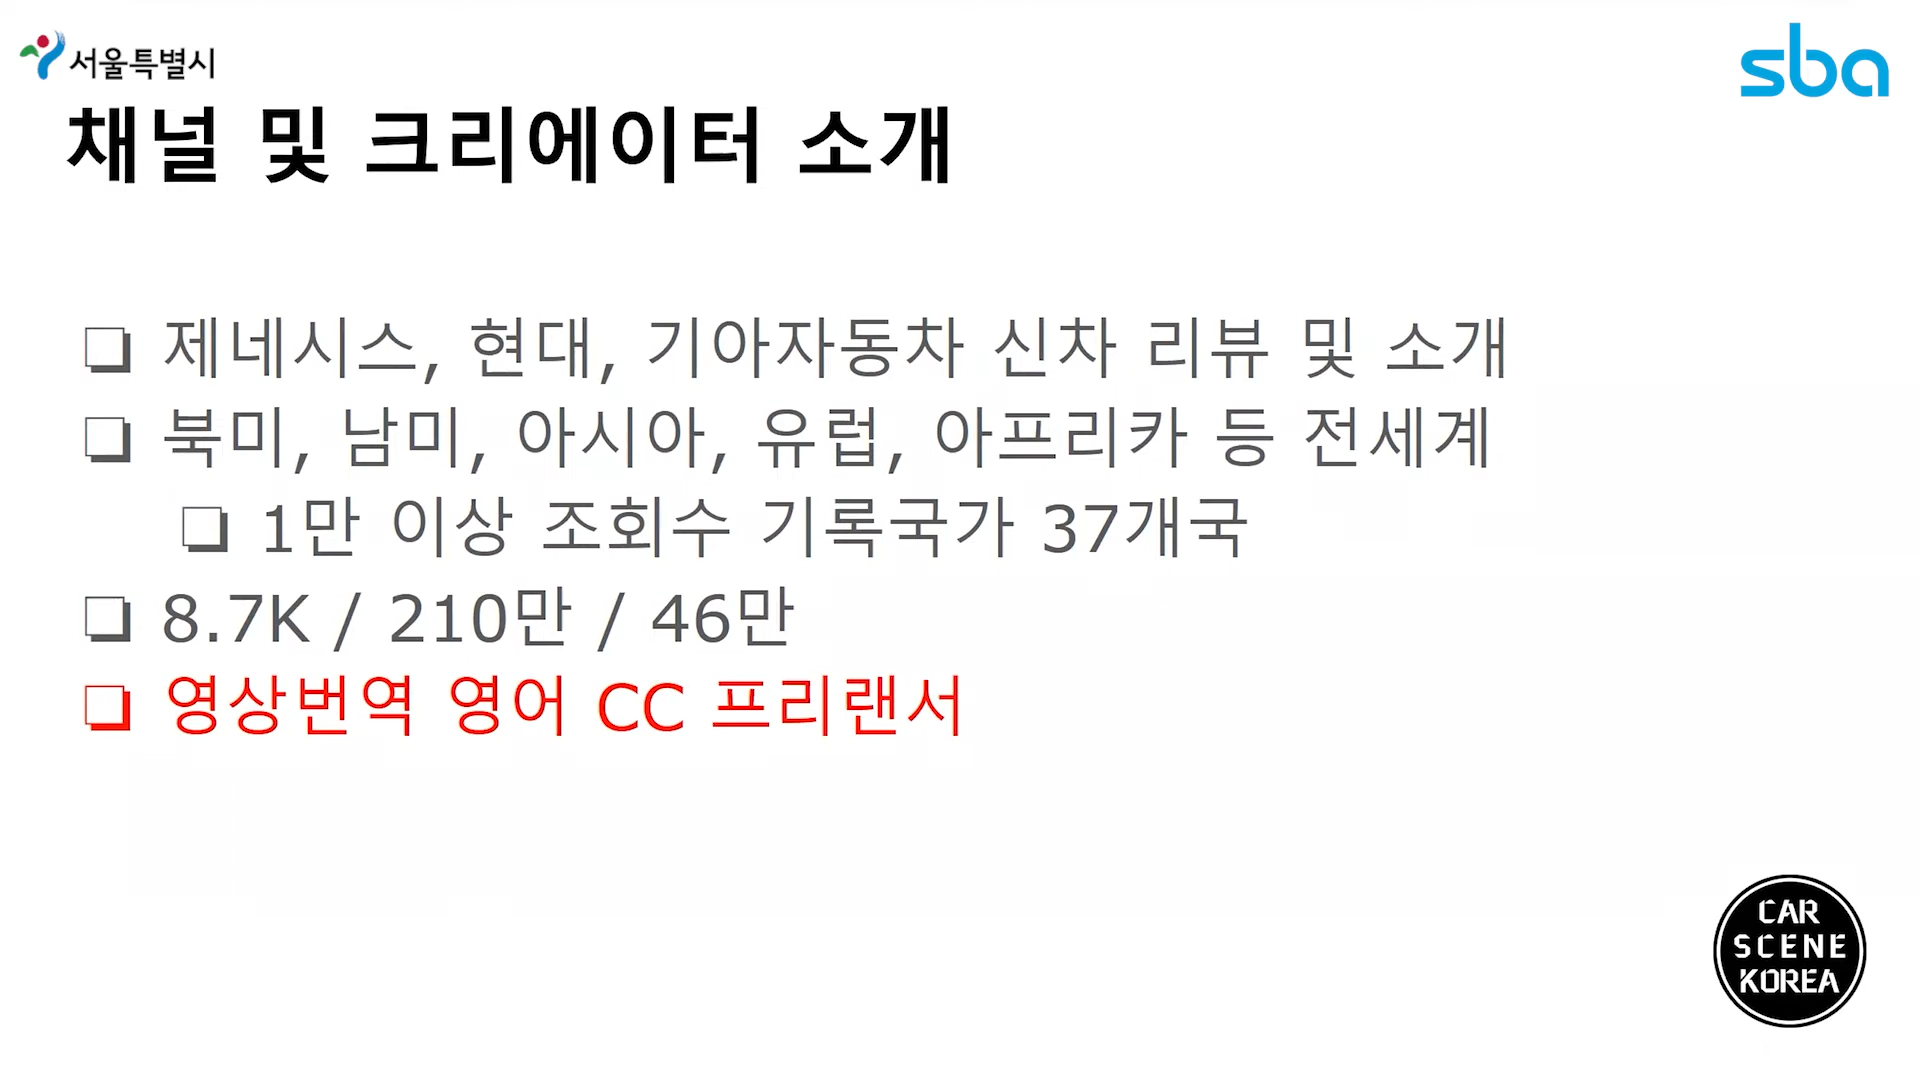 서울특별시
sba
채널 및 크리에이터 소개
❏ 제네시스, 현대, 기아자동차 신차 리뷰 및 소개
❏ 북미, 남미, 아시아, 유럽, 아프리카 등 전세계
❏ 1만 이상 조회수 기록국가 37개국
❏ 8.7K / 210만 / 46만
❏ 영상번역 영어 CC 프리랜서
CAR
SCENE
KOREA